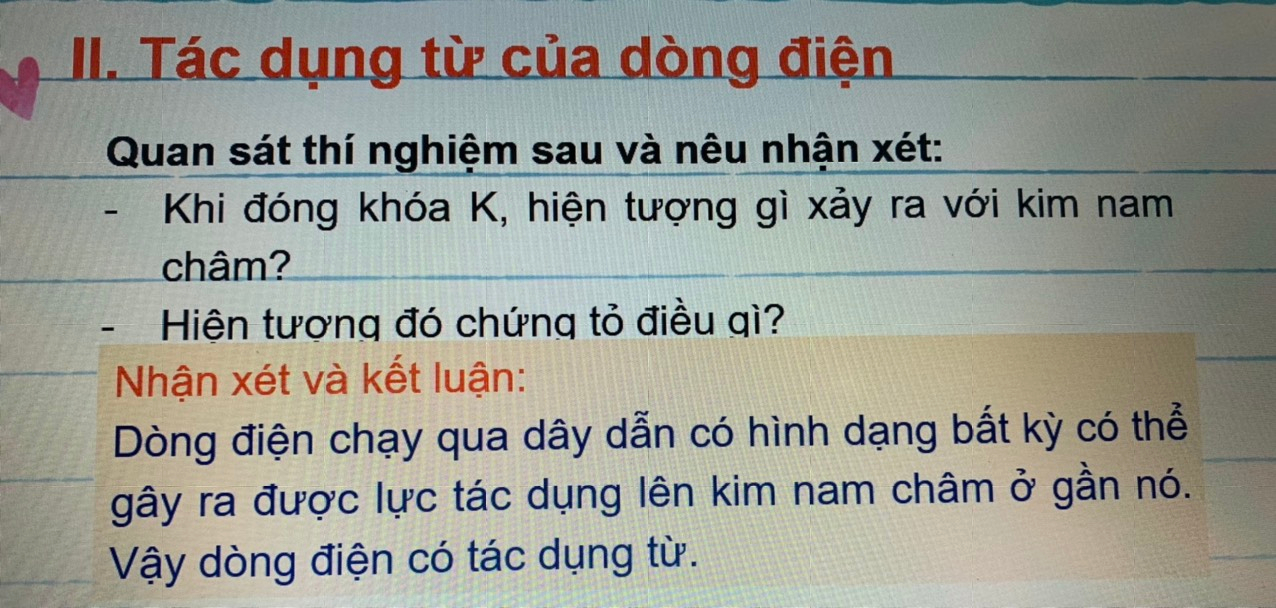 II. Tác dụng từ của dòng điện
Quan sát thí nghiệm sau và nêu nhận xét:
- Khi đóng khóa K, hiện tượng gì xảy ra với kim nam
châm?
- Hiện tượng đó chứng tỏ điều gì?
Nhận xét và kết luận:
Dòng điện chạy qua dây dẫn có hình dạng bất kỳ có thể
gây ra được lực tác dụng lên kim nam châm ở gần nó.
Vậy dòng điện có tác dụng từ.